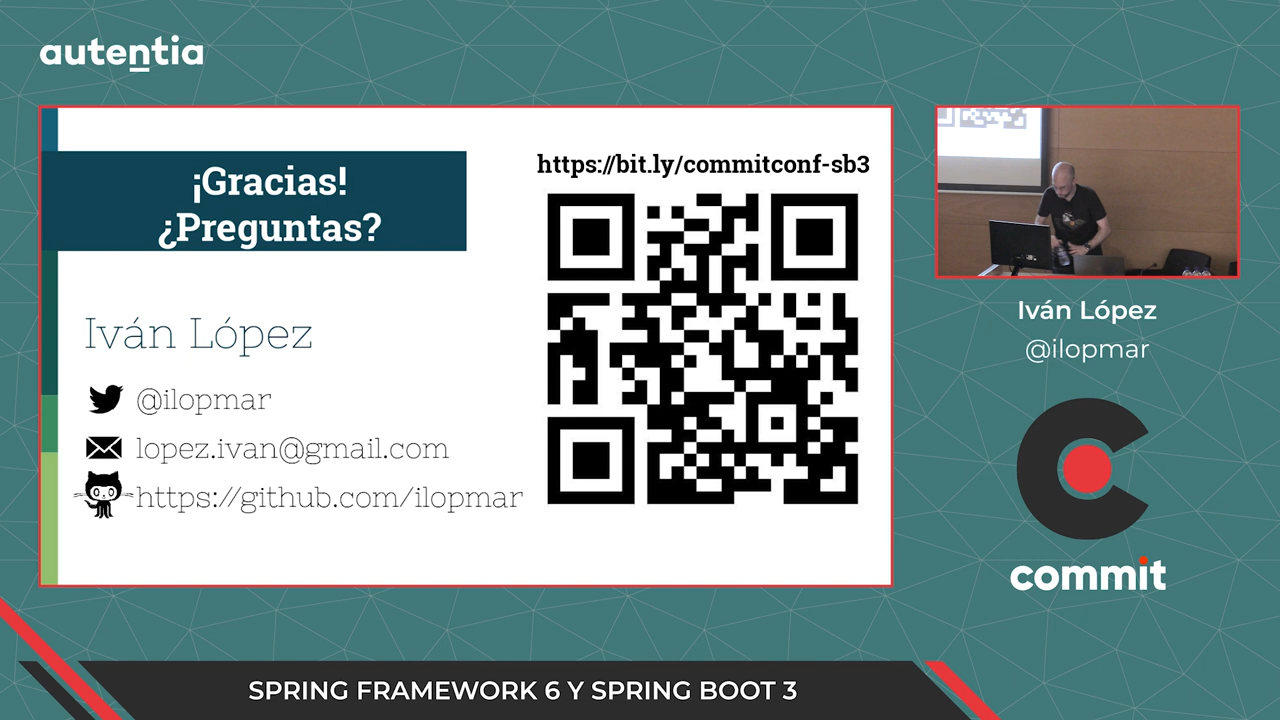 autentia
¡Gracias!
¿Preguntas?
https://bit.ly/commitconf-sb3
Iván López
@ilopmar
lopez.ivan@gmail.com
https://github.com/ilopmar
Iván López
@ilopmar
commit
SPRING FRAMEWORK 6 Y SPRING BOOT 3